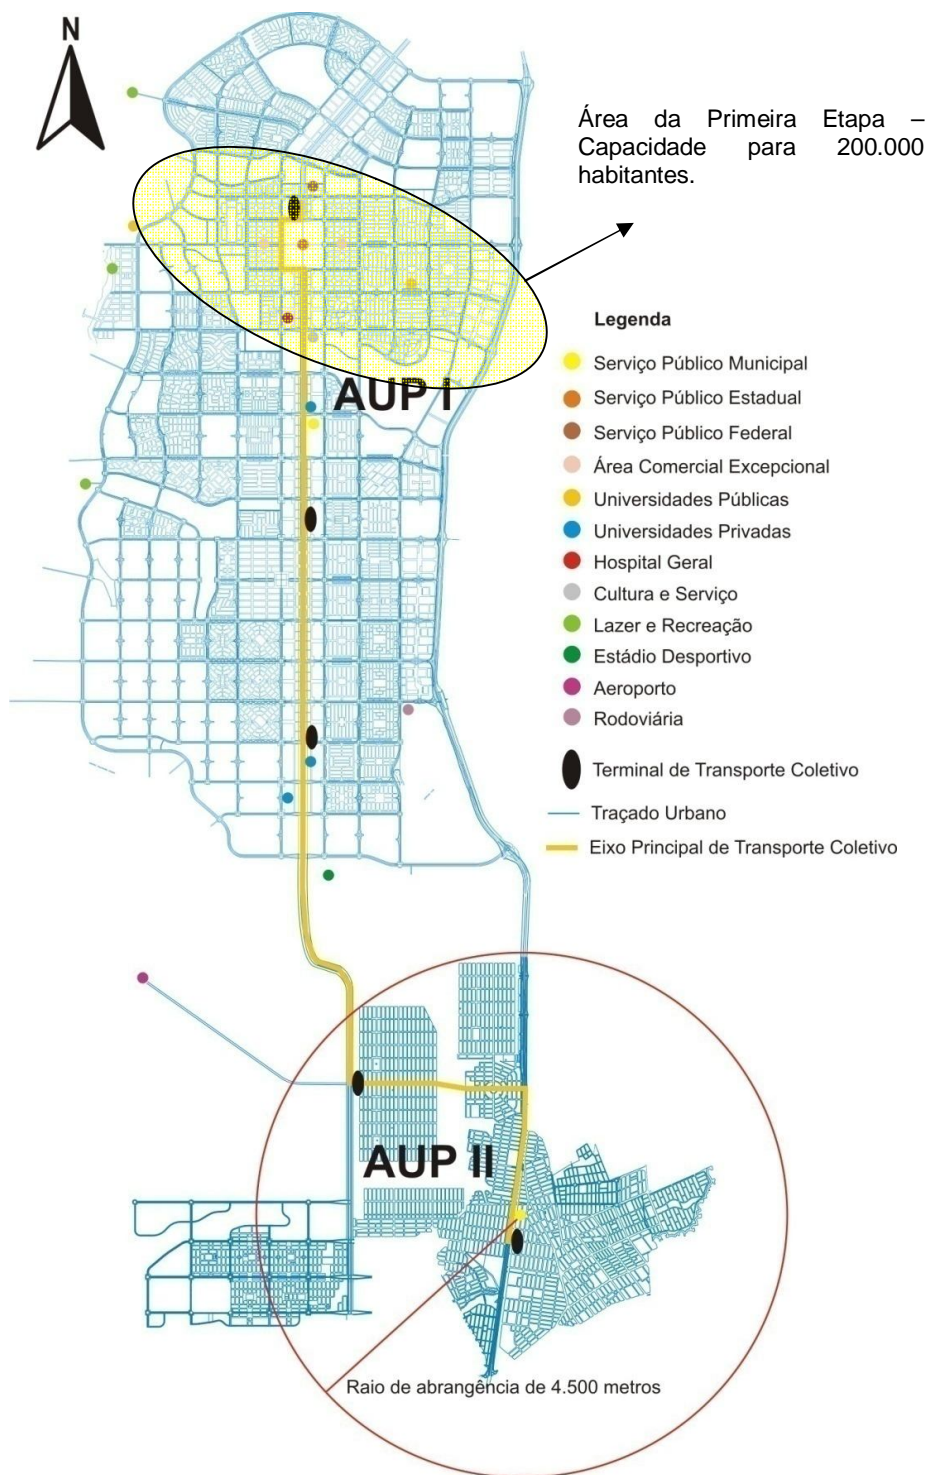 N
Área da Primeira Etapa –
Capacidade para 200.000
habitantes.
Legenda
Serviço Público Municipal
Serviço Público Estadual
Serviço Público Federal
Área Comercial Excepcional
Universidades Públicas
Universidades Privadas
Hospital Geral
Cultura e Serviço
Lazer e Recreação
Estádio Desportivo
Aeroporto
Rodoviária
Terminal de Transporte Coletivo
Traçado Urbano
Eixo Principal de Transporte Coletivo
AUP I
AUP II
Raio de abrangência de 4.500 metros